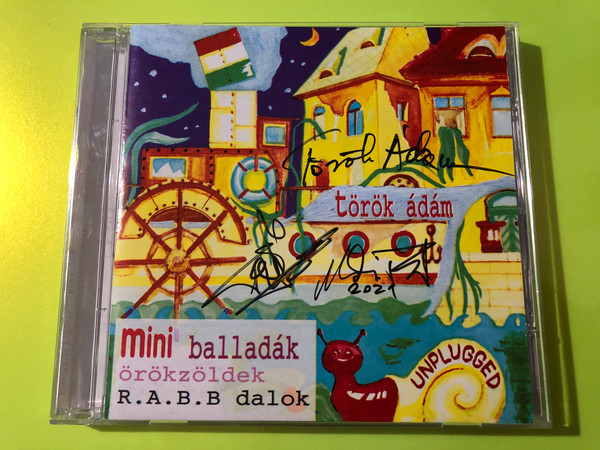 Török Ádám
török ádám
2021
mini balladák
örökzöldek
R.A.B.B dalok
UNPLUGGED